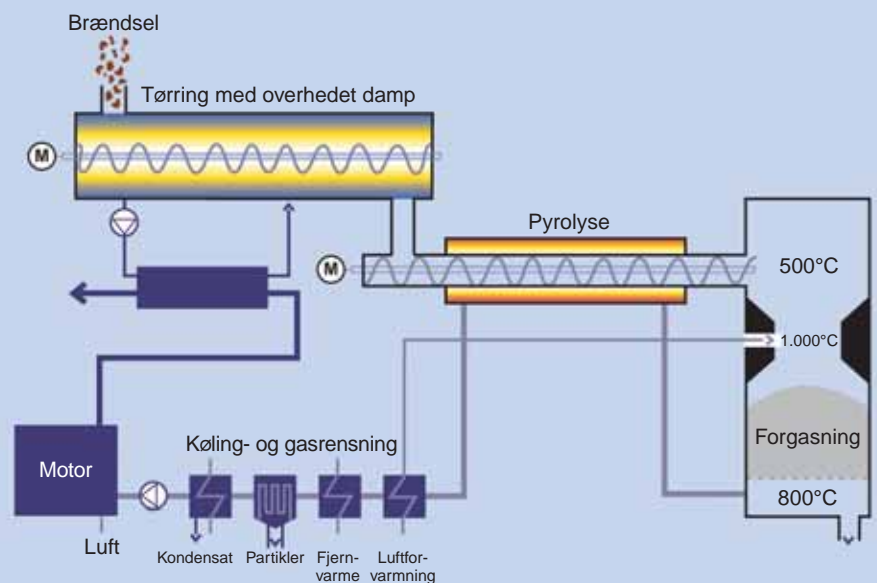 Brændsel
Tørring med overhedet damp
M
Pyrolyse
M
500°C
1.000°C
Forgasning
800°C
Køling- og gasrensning
Motor
Luft
Kondensat
Partikler
Fjern-
varme
Luftfor-
varmning